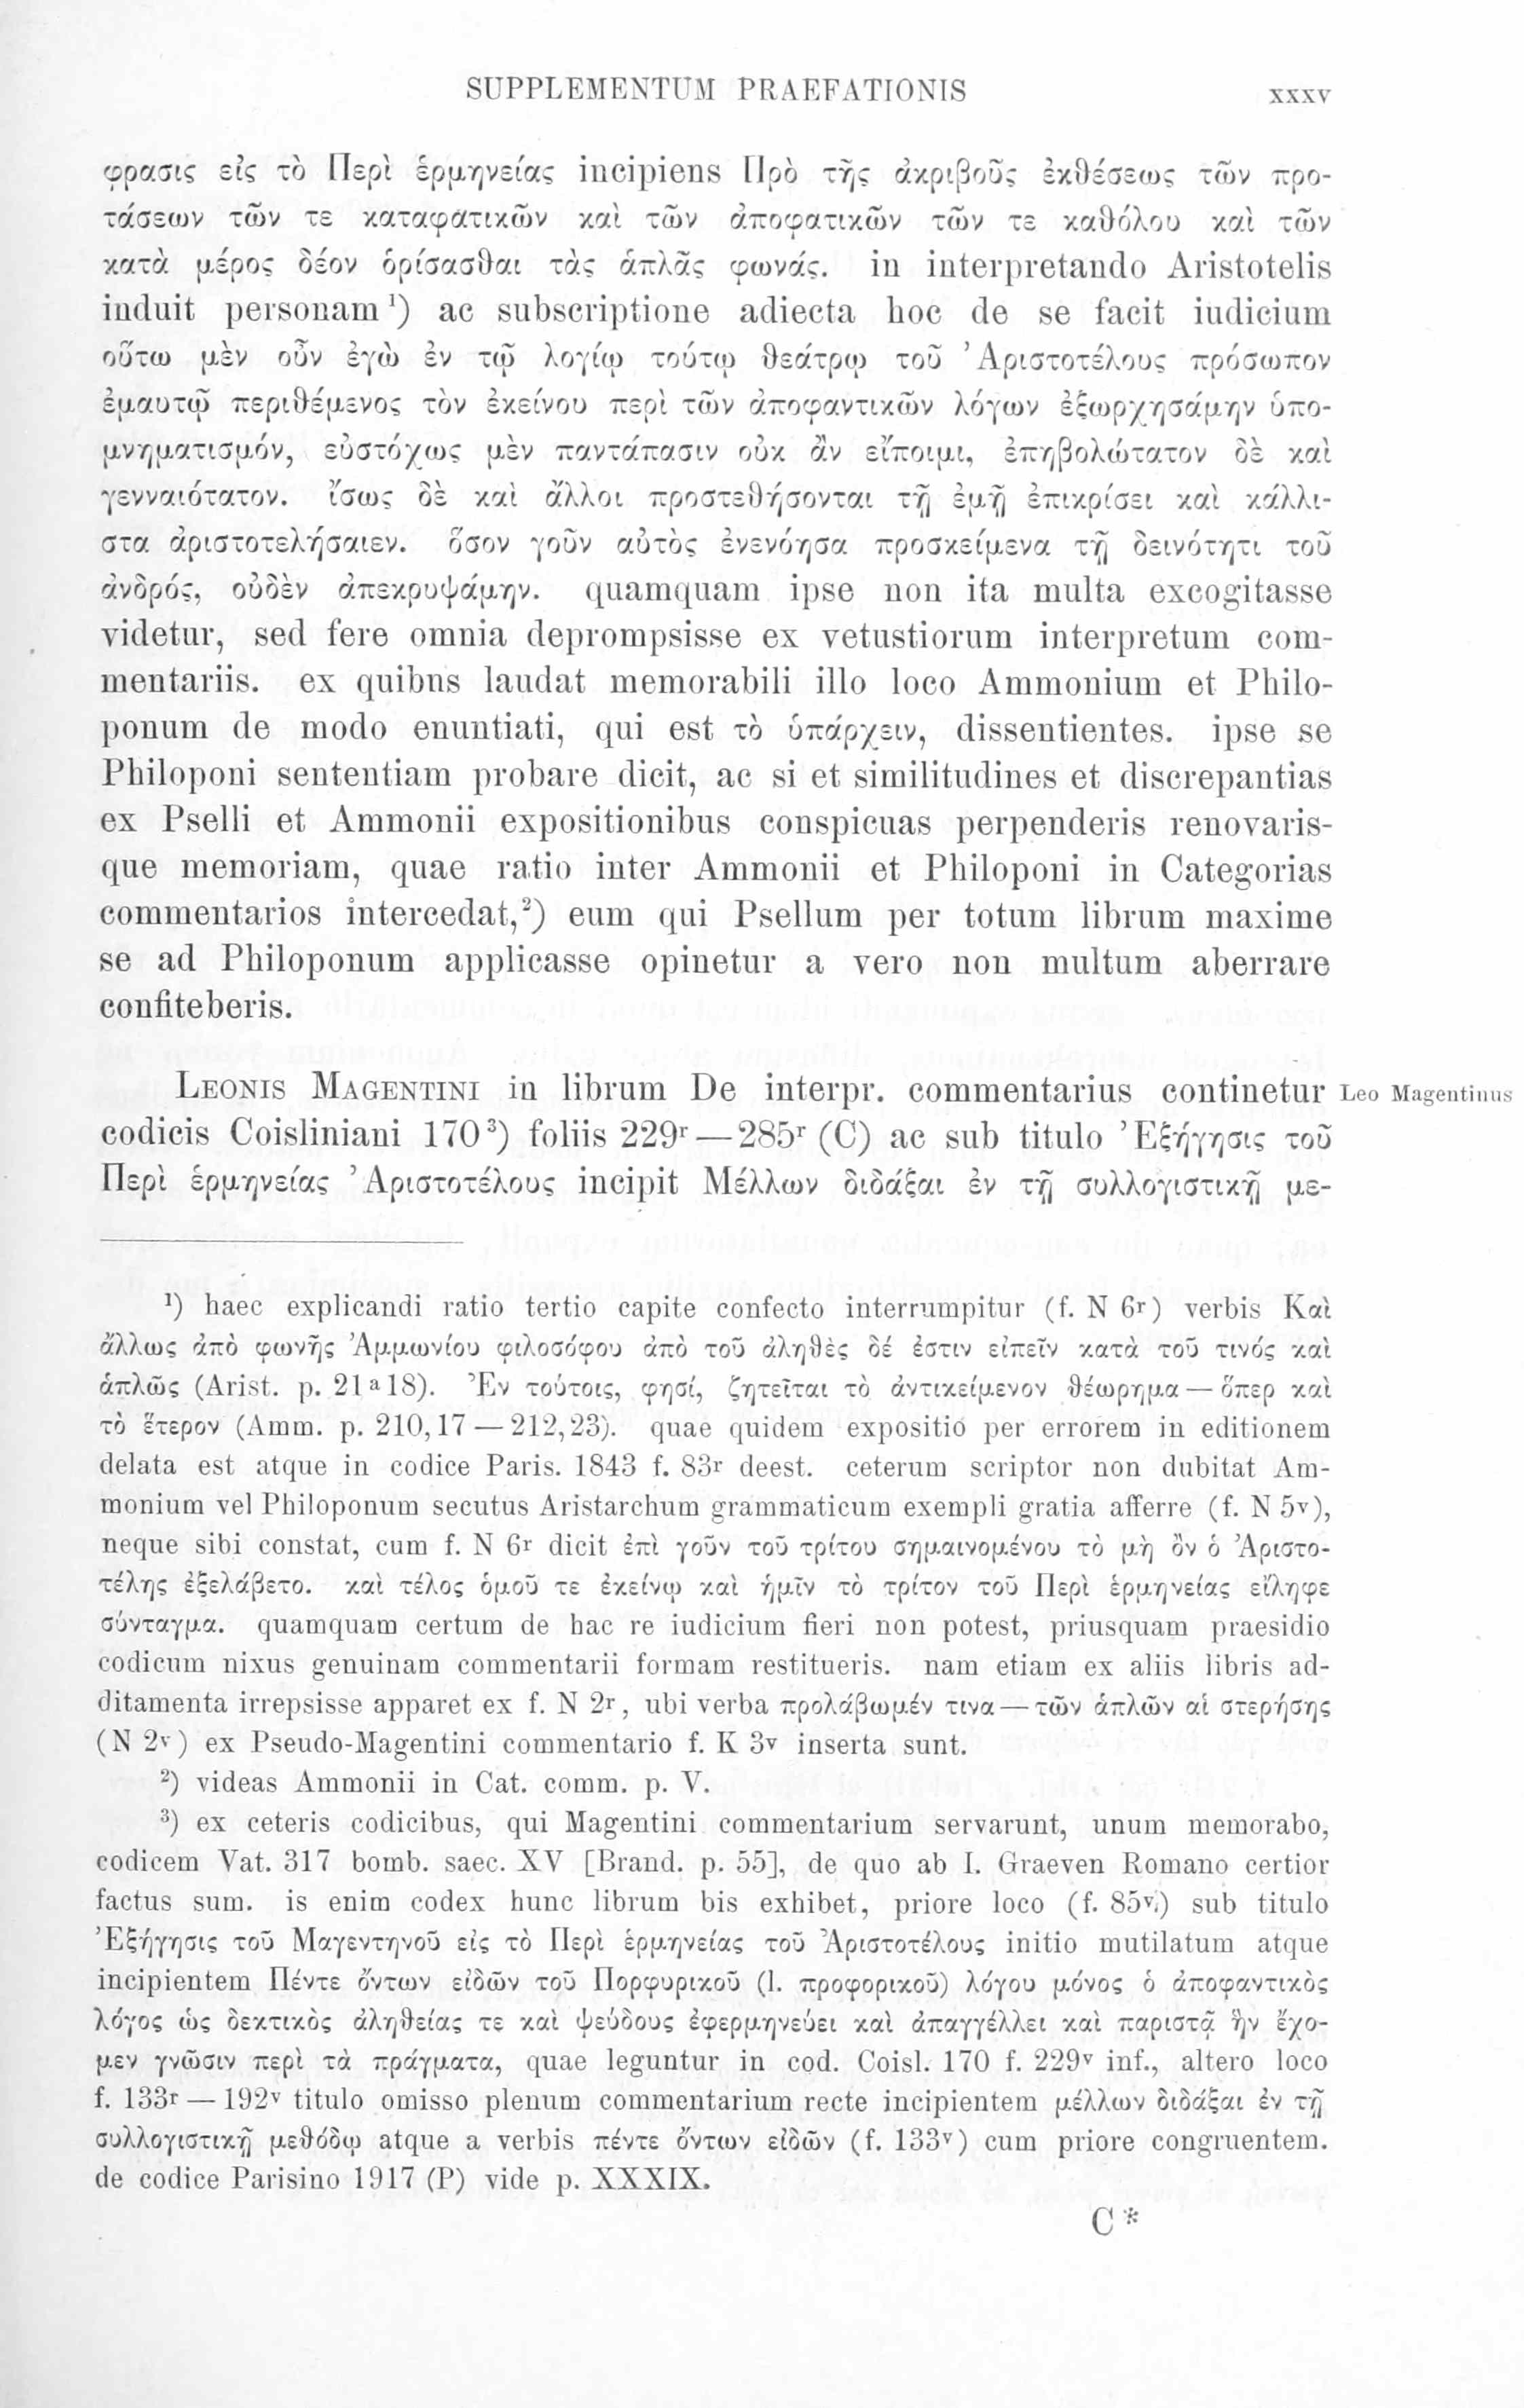 SUPPLEMENTUM PRAEFATIONIS xxxv
φρασις εἰς τὸ Περὶ ἑρμηνείας incipiens Πρὸ τῆς ἀκριβοῦς ἐκθέσεως τῶν προ-
τάσεων τῶν τε καταφατικῶν καὶ τῶν ἀποφατικῶν τῶν τε καθόλου καὶ τῶν
κατὰ μέρος δέον ὁρίσασθαι τὰς ἁπλᾶς φωνάς. in interpretando Aristotelis
induit personam ¹) ac subscriptione adiecta hoc de se facit iudicium
οὕτω μὲν οὖν ἐγὼ ἐν τῷ λογίῳ τούτῳ θεάτρῳ τοῦ Ἀριστοτέλους πρόσωπον
ἐμαυτῷ περιθέμενος τὸν ἐκείνου περὶ τῶν ἀποφαντικῶν λόγων ἐξωρχησάμην ὑπο-
μνηματισμόν, εὐστόχως μὲν παντάπασιν οὐκ ἂν εἴποιμι, ἐπηβολώτατον δὲ καὶ
γενναιότατον. ἴσως δὲ καὶ ἄλλοι προστεθήσονται τῇ ἐμῇ ἐπικρίσει καὶ κάλλι-
στα ἀριστοτελήσαιεν. ὅσον γοῦν αὐτὸς ἐνενόησα προσκείμενα τῇ δεινότητι τοῦ
ἀνδρός, οὐδὲν ἀπεκρυψάμην. quamquam ipse non ita multa excogitasse
videtur, sed fere omnia deprompsisse ex vetustiorum interpretum com-
mentariis. ex quibus laudat memorabili illo loco Ammonium et Philo-
ponum de modo enuntiati, qui est τὸ ὑπάρχειν, dissentientes. ipse se
Philoponi sententiam probare dicit, ac si et similitudines et discrepantias
ex Pselli et Ammonii expositionibus conspicuas perpenderis renovaris-
que memoriam, quae ratio inter Ammonii et Philoponi in Categorias
commentarios intercedat,²) eum qui Psellum per totum librum maxime
se ad Philoponum applicasse opinetur a vero non multum aberrare
confiteberis.
LEONIS MAGENTINI in librum De interpr. commentarius continetur Leo Magentinus
codicis Coisliniani 170³) foliis 229ʳ—285ʳ (C) ac sub titulo Ἐξήγησις τοῦ
Περὶ ἑρμηνείας Ἀριστοτέλους incipit Μέλλων διδάξαι ἐν τῇ συλλογιστικῇ με-
¹) haec explicandi ratio tertio capite confecto interrumpitur (f. N 6ʳ) verbis Καὶ
ἄλλως ἀπὸ φωνῆς Ἀμμωνίου φιλοσόφου ἀπὸ τοῦ ἀληθὲς δέ ἐστιν εἰπεῖν κατὰ τοῦ τινός καὶ
ἁπλῶς (Arist. p. 21ᵃ18). Ἐν τούτοις, φησί, ζητεῖται τὸ ἀντικείμενον θέωρημα — ὅπερ καὶ
τὸ ἕτερον (Amm. p. 210,17 — 212,23). quae quidem expositio per errorem in editionem
delata est atque in codice Paris. 1843 f. 83ʳ deest. ceterum scriptor non dubitat Am-
monium vel Philoponum secutus Aristarchum grammaticum exempli gratia afferre (f. N 5ᵛ),
neque sibi constat, cum f. N 6ʳ dicit ἐπὶ γοῦν τοῦ τρίτου σημαινομένου τὸ μὴ ὂν ὁ Ἀριστο-
τέλης ἐξελάβετο. καὶ τέλος ὁμοῦ τε ἐκείνῳ καὶ ἡμῖν τὸ τρίτον τοῦ Περὶ ἑρμηνείας εἴληφε
σύνταγμα. quamquam certum de hac re iudicium fieri non potest, priusquam praesidio
codicum nixus genuinam commentarii formam restitueris. nam etiam ex aliis libris ad-
ditamenta irrepsisse apparet ex f. N 2ʳ, ubi verba προλάβωμέν τινα — τῶν ἁπλῶν αἱ στερήσης
(N 2ᵛ) ex Pseudo-Magentini commentario f. K 3ᵛ inserta sunt.
²) videas Ammonii in Cat. comm. p. V.
³) ex ceteris codicibus, qui Magentini commentarium servarunt, unum memorabo,
codicem Vat. 317 bomb. saec. XV [Brand. p. 55], de quo ab I. Graeven Romano certior
factus sum. is enim codex hunc librum bis exhibet, priore loco (f. 85ᵛ) sub titulo
Ἐξήγησις τοῦ Μαγεντηνοῦ εἰς τὸ Περὶ ἑρμηνείας τοῦ Ἀριστοτέλους initio mutilatum atque
incipientem Πέντε ὄντων εἰδῶν τοῦ Πορφυρικοῦ (l. προφορικοῦ) λόγου μόνος ὁ ἀποφαντικὸς
λόγος ὡς δεκτικὸς ἀληθείας τε καὶ ψεύδους ἐφερμηνεύει καὶ ἀπαγγέλλει καὶ παριστᾷ ἣν ἔχο-
μεν γνῶσιν περὶ τὰ πράγματα, quae leguntur in cod. Coisl. 170 f. 229ᵛ inf., altero loco
f. 133ʳ — 192ᵛ titulo omisso plenum commentarium recte incipientem μέλλων διδάξαι ἐν τῇ
συλλογιστικῇ μεθόδῳ atque a verbis πέντε ὄντων εἰδῶν (f. 133ᵛ) cum priore congruentem.
de codice Parisino 1917 (P) vide p. XXXIX.
C*